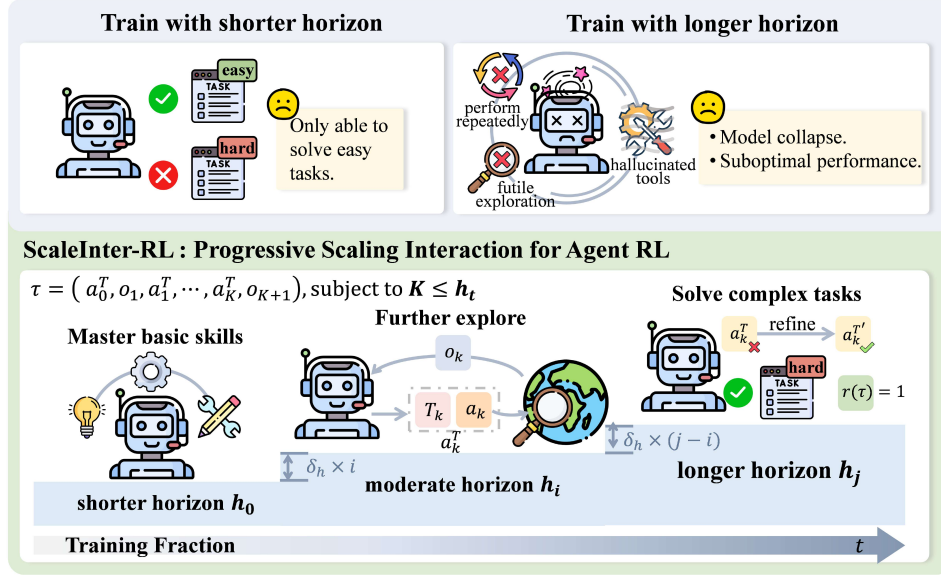 Train with shorter horizon
easy
TASK
hard
TASK
Only able to
solve easy
tasks.
Train with longer horizon
perform
repeatedly
futile
exploration
hallucinated
tools
• Model collapse.
• Suboptimal performance.
ScaleInter-RL : Progressive Scaling Interaction for Agent RL
τ = ( a_0^T, o_1, a_1^T, ⋯, a_K^T, o_{K+1}), subject to K ≤ h_t
Master basic skills
shorter horizon h_0
Further explore
o_k
T_k a_k
a_k^T
δ_h × i
moderate horizon h_i
Solve complex tasks
a_k^T refine a_k^{T'}
hard
TASK
r(τ) = 1
δ_h × (j − i)
longer horizon h_j
Training Fraction t